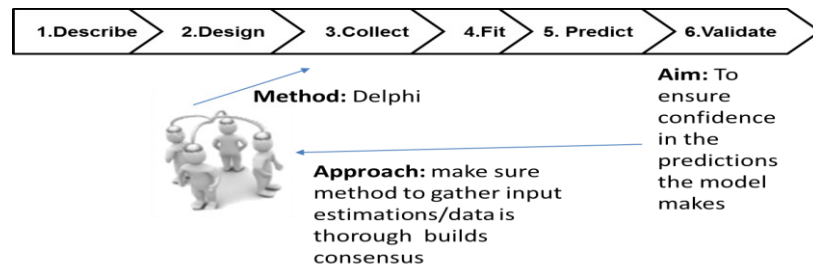 1.Describe 2.Design 3.Collect 4.Fit 5. Predict 6.Validate
Method: Delphi
Approach: make sure
method to gather input
estimations/data is
thorough builds
consensus
Aim: To
ensure
confidence
in the
predictions
the model
makes